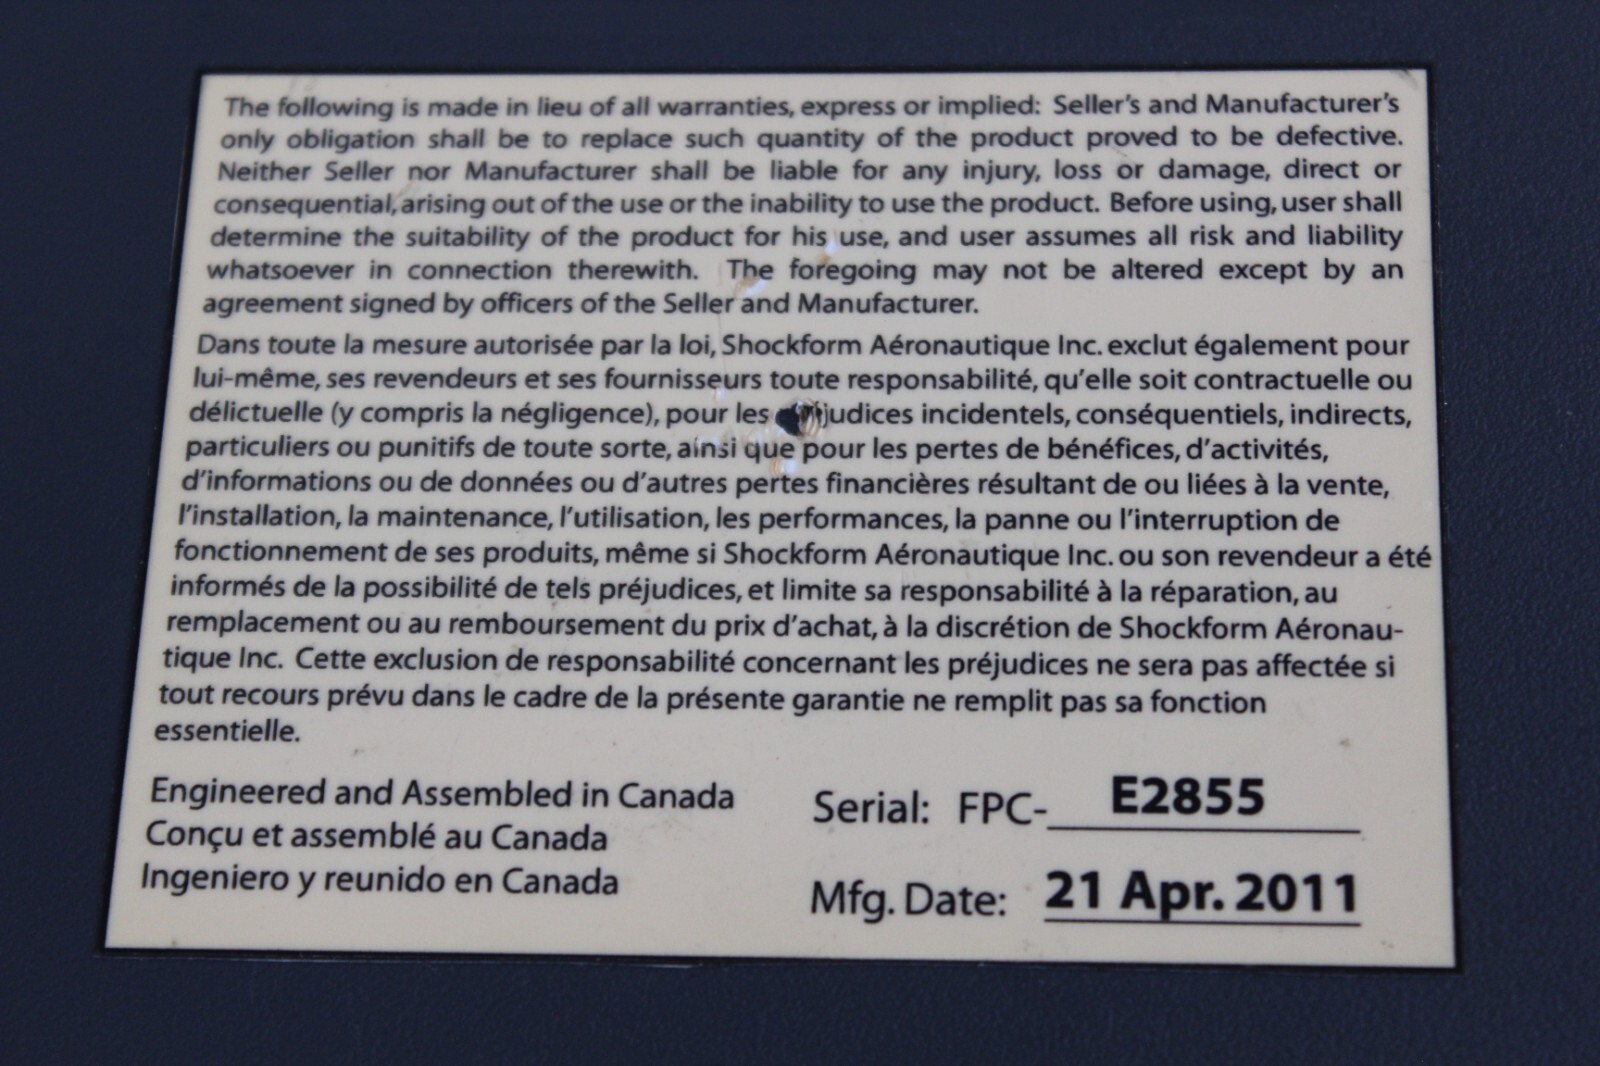 The following is made in lieu of all warranties, express or implied: Seller's and Manufacturer's
only obligation shall be to replace such quantity of the product proved to be defective.
Neither Seller nor Manufacturer shall be liable for any injury, loss or damage, direct or
consequential, arising out of the use or the inability to use the product. Before using, user shall
determine the suitability of the product for his use, and user assumes all risk and liability
whatsoever in connection therewith. The foregoing may not be altered except by an
agreement signed by officers of the Seller and Manufacturer.
Dans toute la mesure autorisée par la loi, Shockform Aéronautique Inc. exclut également pour
lui-même, ses revendeurs et ses fournisseurs toute responsabilité, qu'elle soit contractuelle ou
délictuelle (y compris la négligence), pour les judices incidentels, conséquentiels, indirects,
particuliers ou punitifs de toute sorte, ainsi que pour les pertes de bénéfices, d'activités,
d'informations ou de données ou d'autres pertes financières résultant de ou liées à la vente,
l'installation, la maintenance, l'utilisation, les performances, la panne ou l'interruption de
fonctionnement de ses produits, même si Shockform Aéronautique Inc. ou son revendeur a été
informés de la possibilité de tels préjudices, et limite sa responsabilité à la réparation, au
remplacement ou au remboursement du prix d'achat, à la discrétion de Shockform Aéronau-
tique Inc. Cette exclusion de responsabilité concernant les préjudices ne sera pas affectée si
tout recours prévu dans le cadre de la présente garantie ne remplit pas sa fonction
essentielle.
Engineered and Assembled in Canada
Conçu et assemblé au Canada
Ingeniero y reunido en Canada
Serial: FPC- E2855
Mfg. Date: 21 Apr. 2011